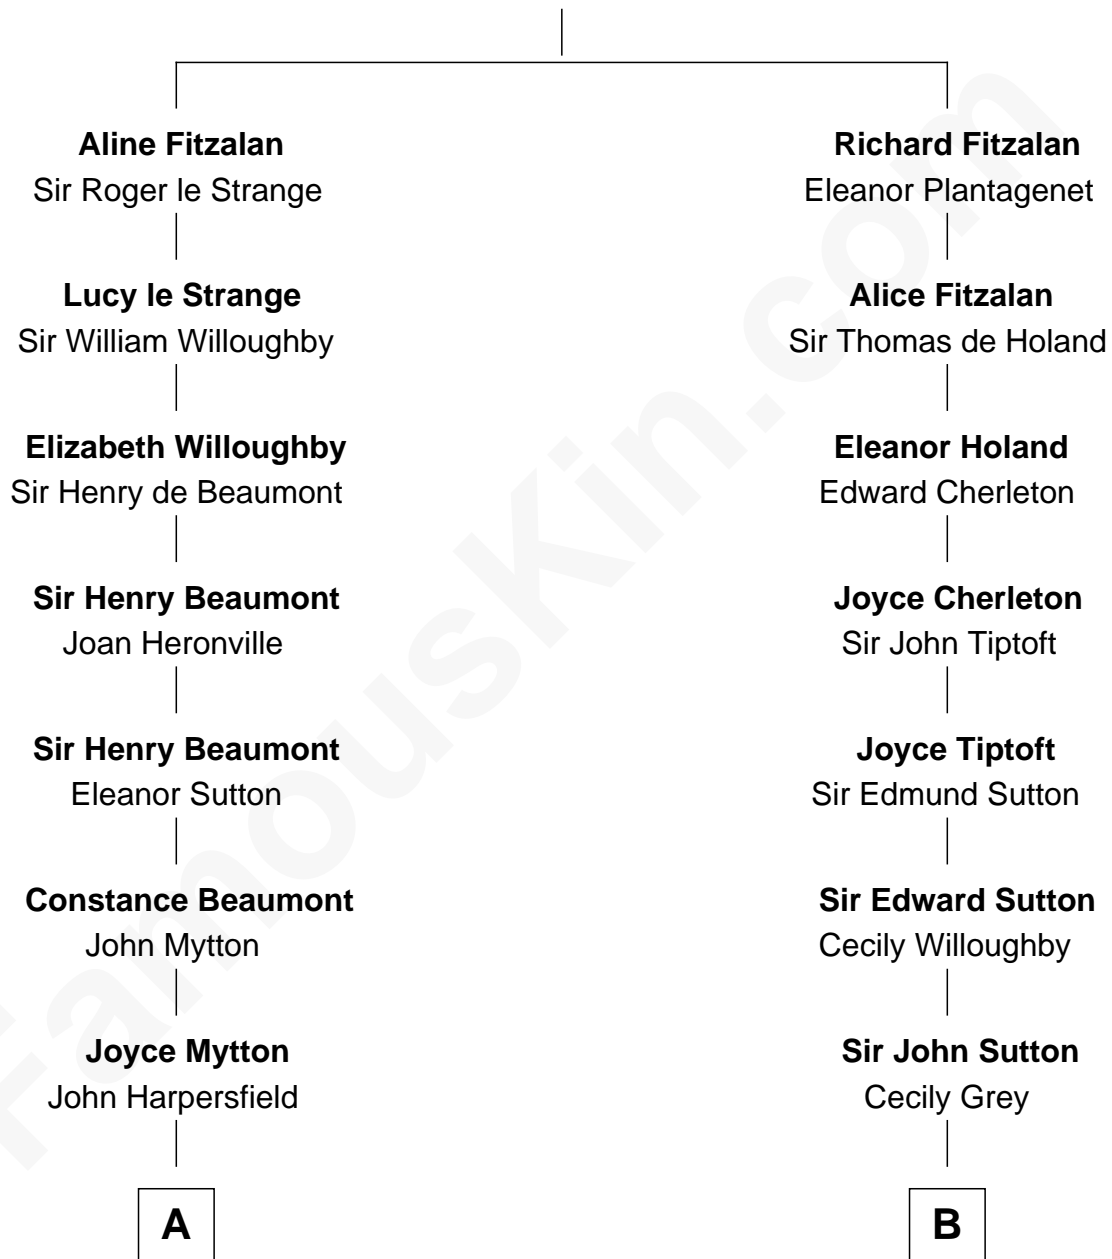 Aline Fitzalan
Sir Roger le Strange
Lucy le Strange
Sir William Willoughby
Elizabeth Willoughby
Sir Henry de Beaumont
Sir Henry Beaumont
Joan Heronville
Sir Henry Beaumont
Eleanor Sutton
Constance Beaumont
John Mytton
Joyce Mytton
John Harpersfield
A
Richard Fitzalan
Eleanor Plantagenet
Alice Fitzalan
Sir Thomas de Holand
Eleanor Holand
Edward Cherleton
Joyce Cherleton
Sir John Tiptoft
Joyce Tiptoft
Sir Edmund Sutton
Sir Edward Sutton
Cecily Willoughby
Sir John Sutton
Cecily Grey
B
FamousKin.com